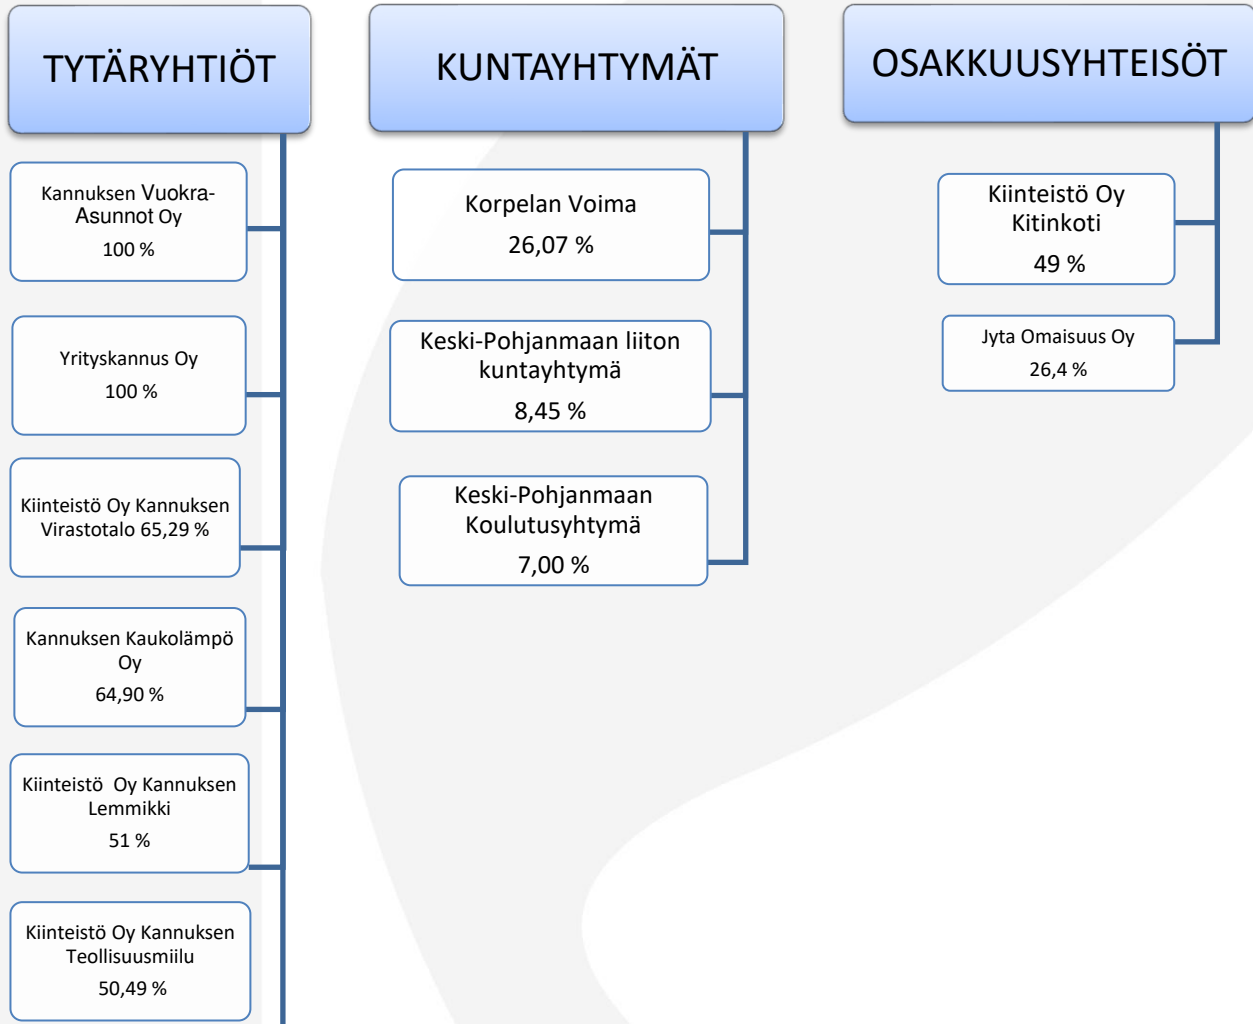 TYTÄRYHTIÖT
Kannuksen Vuokra-
Asunnot Oy
100 %
Yrityskannus Oy
100 %
Kiinteistö Oy Kannuksen
Virastotalo 65,29 %
Kannuksen Kaukolämpö
Oy
64,90 %
Kiinteistö Oy Kannuksen
Lemmikki
51 %
Kiinteistö Oy Kannuksen
Teollisuusmiilu
50,49 %
KUNTAYHTYMÄT
Korpelan Voima
26,07 %
Keski-Pohjanmaan liiton
kuntayhtymä
8,45 %
Keski-Pohjanmaan
Koulutusyhtymä
7,00 %
OSAKKUUSYHTEISÖT
Kiinteistö Oy
Kitinkoti
49 %
Jyta Omaisuus Oy
26,4 %